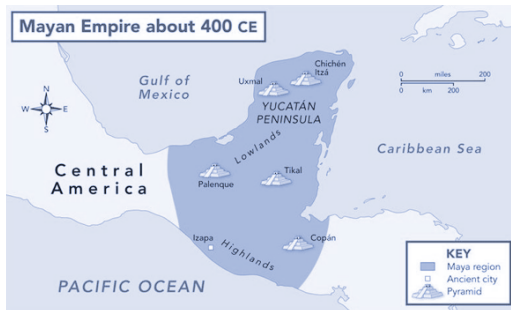 Mayan Empire about 400 CE
Gulf of
Mexico
Uxmal
Chichén
Itzá
YUCATÁN
PENINSULA
0 miles 200
0 km 200
N
W
E
S
Lowlands
Caribbean Sea
Central
America
Palenque
Tikal
Izapa
Highlands
Copán
PACIFIC OCEAN
KEY
Maya region
Ancient city
Pyramid